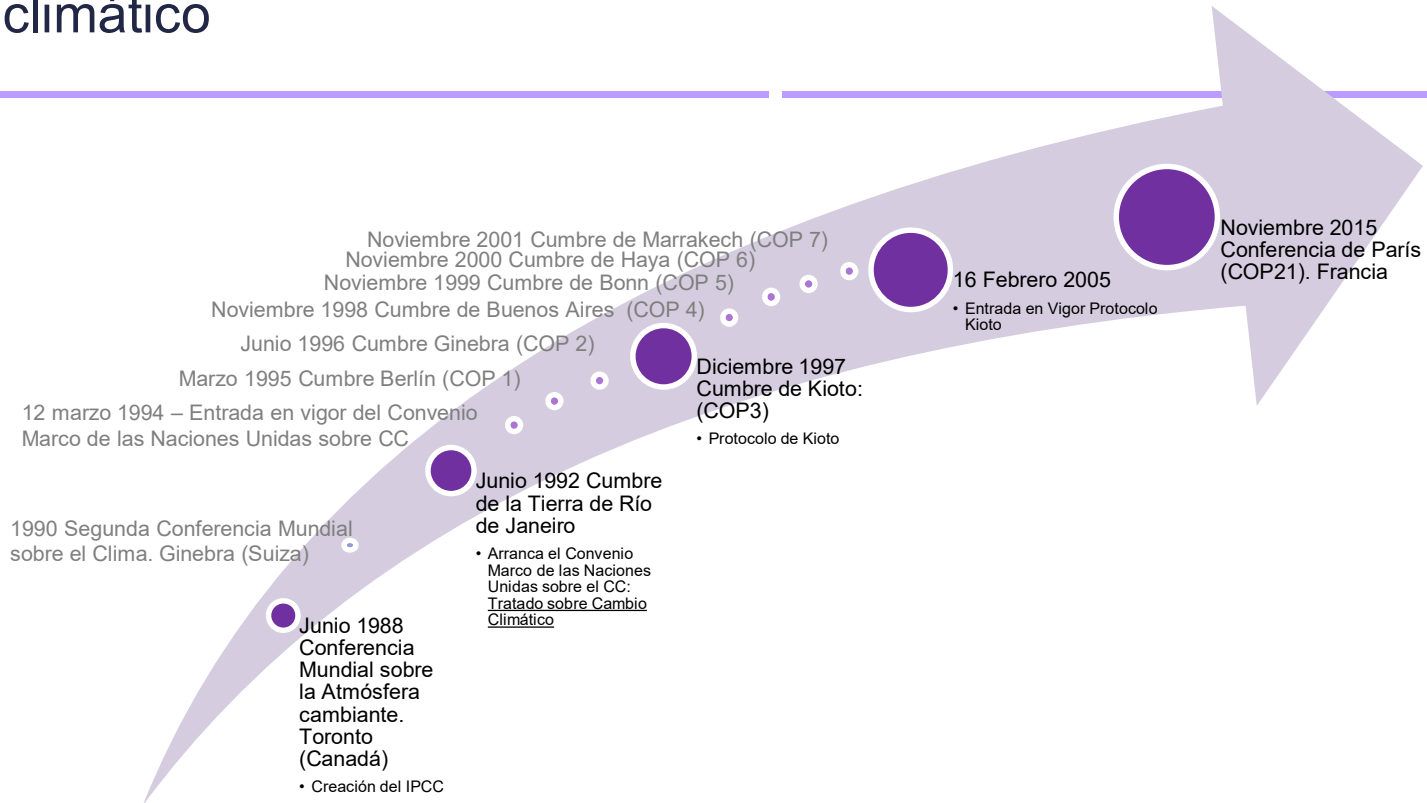 climático
Noviembre 2001 Cumbre de Marrakech (COP 7)
Noviembre 2000 Cumbre de Haya (COP 6)
Noviembre 1999 Cumbre de Bonn (COP 5)
Noviembre 1998 Cumbre de Buenos Aires (COP 4)
Junio 1996 Cumbre Ginebra (COP 2)
Marzo 1995 Cumbre Berlín (COP 1)
12 marzo 1994 – Entrada en vigor del Convenio
Marco de las Naciones Unidas sobre CC
1990 Segunda Conferencia Mundial
sobre el Clima. Ginebra (Suiza)
Junio 1988
Conferencia
Mundial sobre
la Atmósfera
cambiante.
Toronto
(Canadá)
• Creación del IPCC
Junio 1992 Cumbre
de la Tierra de Río
de Janeiro
• Arranca el Convenio
Marco de las Naciones
Unidas sobre el CC:
Tratado sobre Cambio
Climático
Diciembre 1997
Cumbre de Kioto:
(COP3)
• Protocolo de Kioto
16 Febrero 2005
• Entrada en Vigor Protocolo
Kioto
Noviembre 2015
Conferencia de París
(COP21). Francia